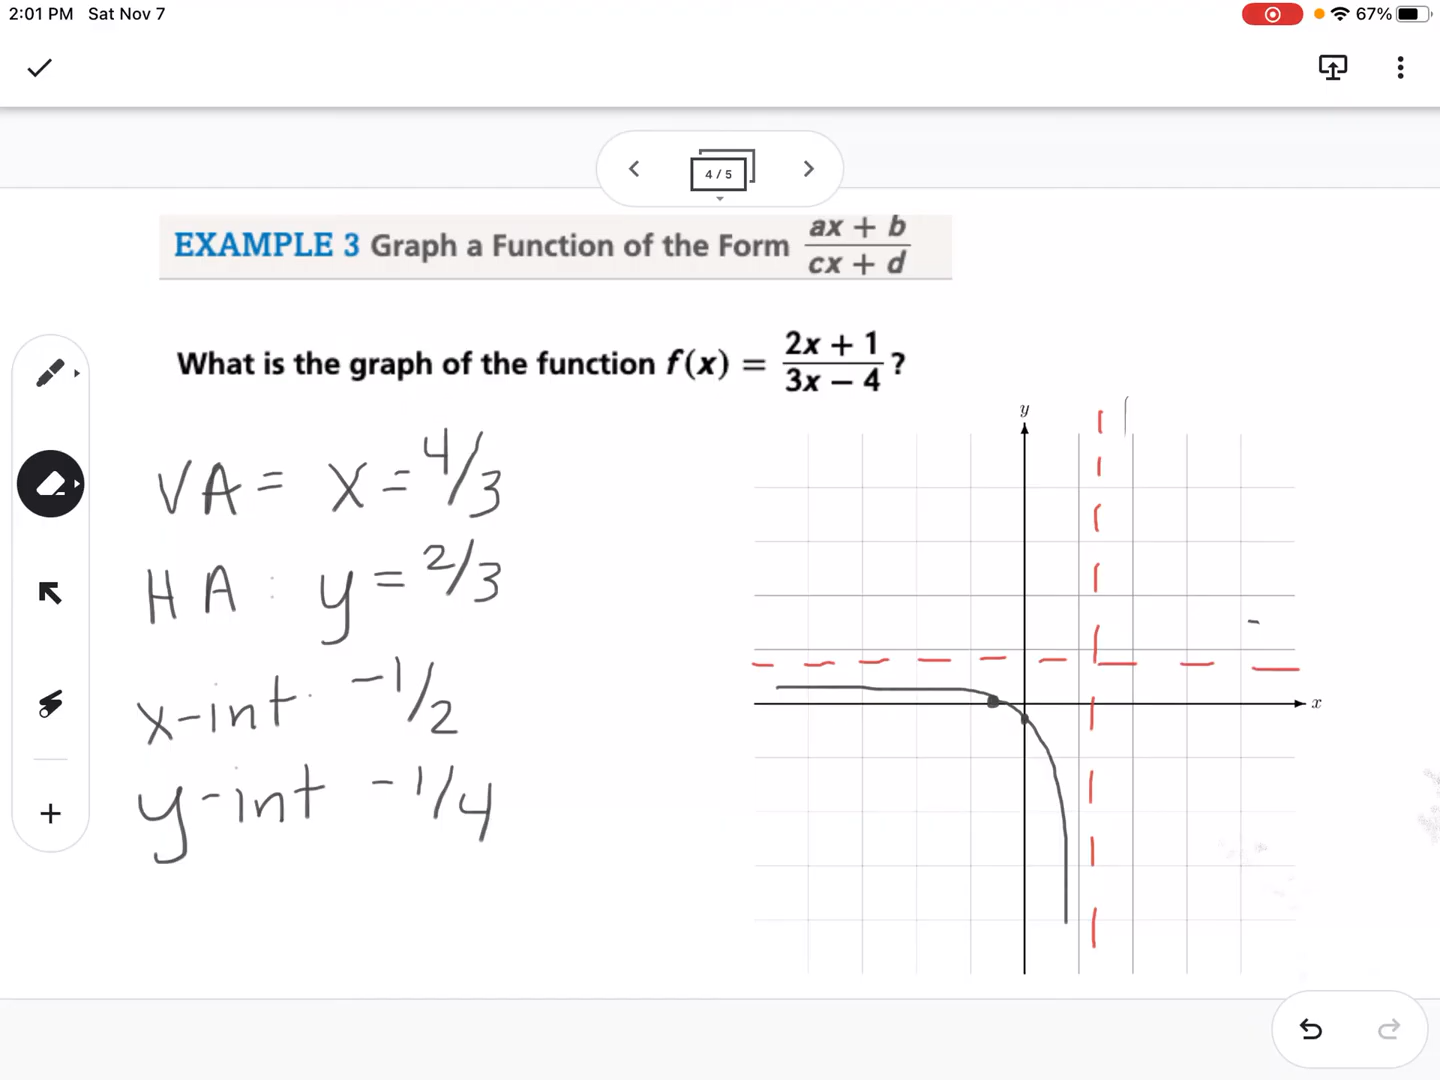 2:01 PM Sat Nov 7
67%
4 / 5
EXAMPLE 3 Graph a Function of the Form (ax + b)/(cx + d)
What is the graph of the function f(x) = (2x + 1)/(3x − 4)?
VA = x = 4/3
HA : y = 2/3
x-int. -1/2
y-int -1/4
y
x